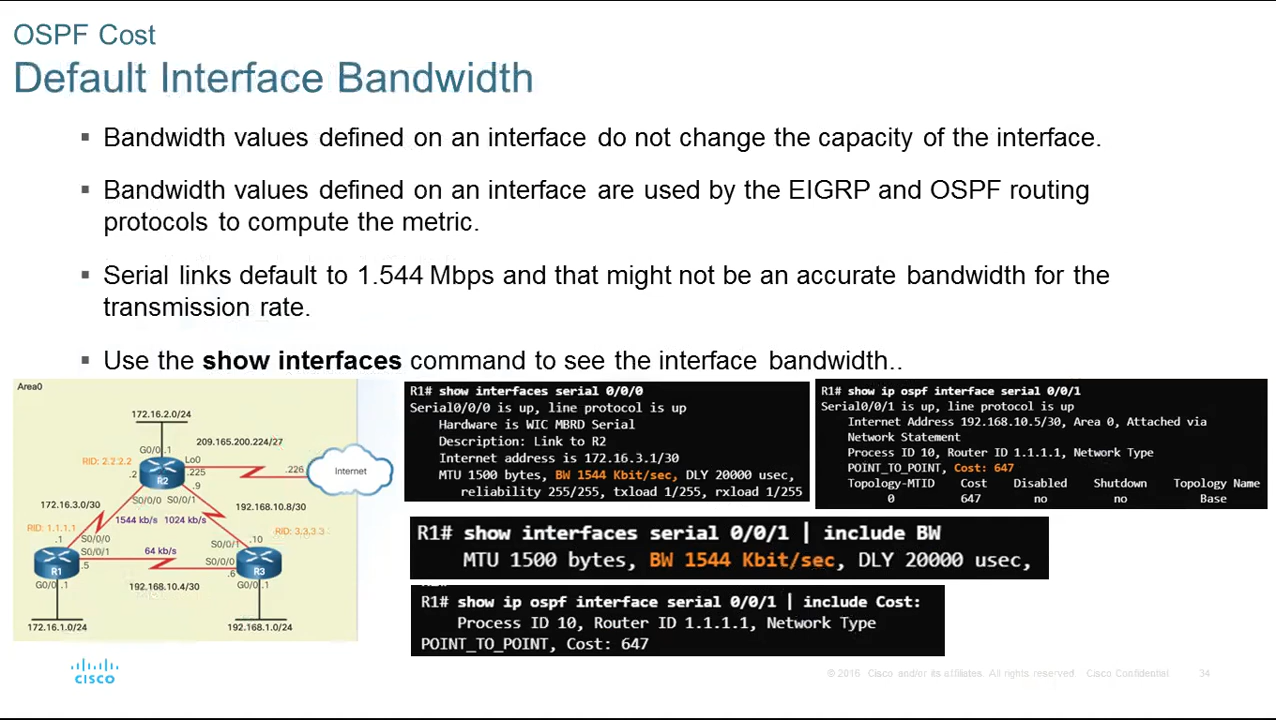 OSPF Cost
Default Interface Bandwidth
▪ Bandwidth values defined on an interface do not change the capacity of the interface.
▪ Bandwidth values defined on an interface are used by the EIGRP and OSPF routing
protocols to compute the metric.
▪ Serial links default to 1.544 Mbps and that might not be an accurate bandwidth for the
transmission rate.
▪ Use the show interfaces command to see the interface bandwidth..
Area0
172.16.2.0/24
G0/0 .1
209.165.200.224/27
RID: 2.2.2.2
Lo0
.2
R2
.225
.226
Internet
.9
S0/0/0
S0/0/1
172.16.3.0/30
192.168.10.8/30
1544 kb/s
1024 kb/s
RID: 1.1.1.1
RID: 3.3.3.3
.1
S0/0/0
S0/0/1
.10
R1
S0/0/1
64 kb/s
S0/0/0
R3
.5
.6
G0/0 .1
192.168.10.4/30
G0/0 .1
172.16.1.0/24
192.168.1.0/24
R1# show interfaces serial 0/0/0
Serial0/0/0 is up, line protocol is up
Hardware is WIC MBRD Serial
Description: Link to R2
Internet address is 172.16.3.1/30
MTU 1500 bytes, BW 1544 Kbit/sec, DLY 20000 usec,
reliability 255/255, txload 1/255, rxload 1/255
R1# show ip ospf interface serial 0/0/1
Serial0/0/1 is up, line protocol is up
Internet Address 192.168.10.5/30, Area 0, Attached via
Network Statement
Process ID 10, Router ID 1.1.1.1, Network Type
POINT_TO_POINT, Cost: 647
Topology-MTID Cost Disabled Shutdown Topology Name
0 647 no no Base
R1# show interfaces serial 0/0/1 | include BW
MTU 1500 bytes, BW 1544 Kbit/sec, DLY 20000 usec,
R1# show ip ospf interface serial 0/0/1 | include Cost:
Process ID 10, Router ID 1.1.1.1, Network Type
POINT_TO_POINT, Cost: 647
CISCO
© 2016 Cisco and/or its affiliates. All rights reserved. Cisco Confidential 34